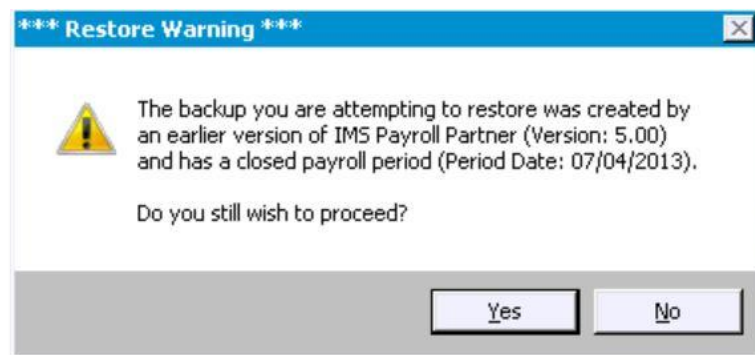 *** Restore Warning ***
The backup you are attempting to restore was created by
an earlier version of IMS Payroll Partner (Version: 5.00)
and has a closed payroll period (Period Date: 07/04/2013).
Do you still wish to proceed?
Yes
No